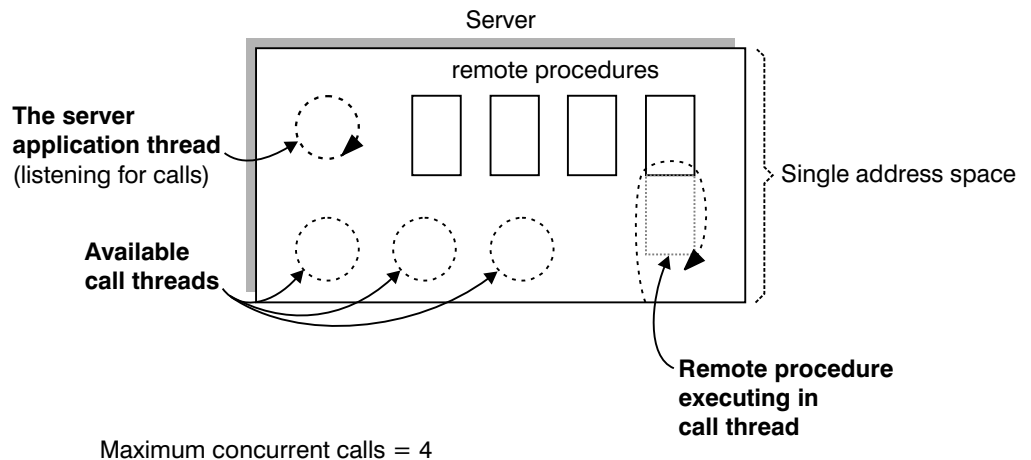 Server
remote procedures
The server
application thread
(listening for calls)
Single address space
Available
call threads
Remote procedure
executing in
call thread
Maximum concurrent calls = 4